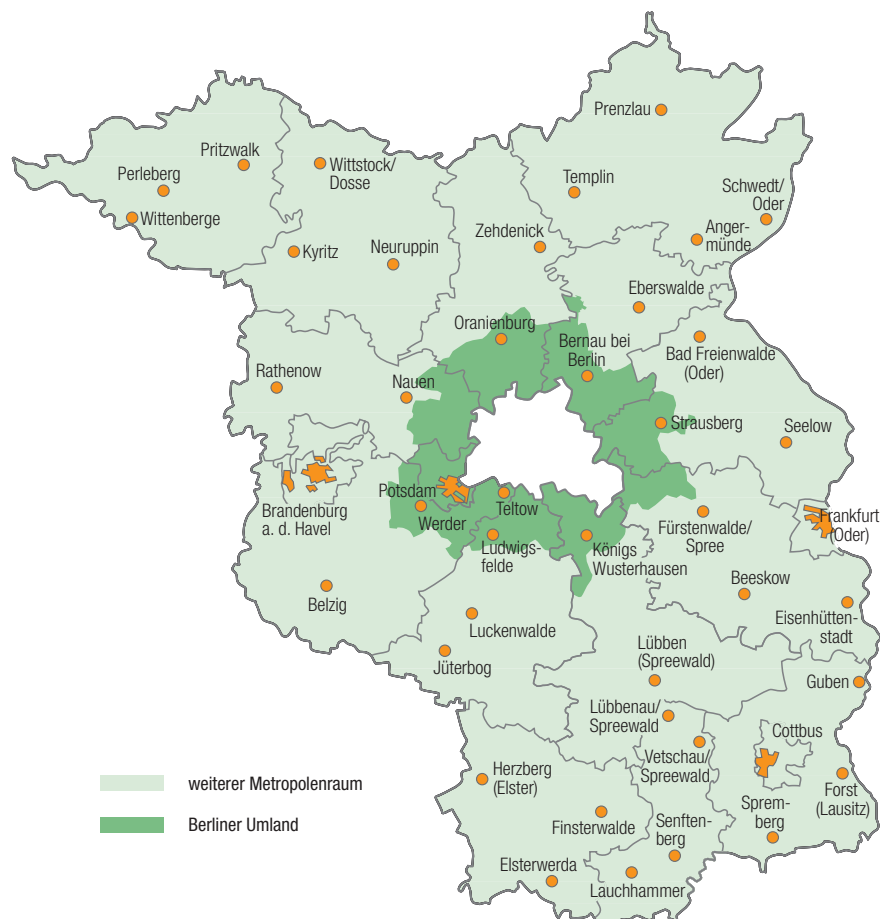 Prenzlau
Pritzwalk
Wittstock/
Dosse
Perleberg
Templin
Schwedt/
Oder
Wittenberge
Anger-
münde
Zehdenick
Kyritz
Neuruppin
Eberswalde
Oranienburg
Bernau bei
Berlin
Bad Freienwalde
(Oder)
Rathenow
Nauen
Strausberg
Seelow
Potsdam
Brandenburg
a. d. Havel
Werder
Teltow
Ludwigs-
felde
Königs
Wusterhausen
Fürstenwalde/
Spree
Frankfurt
(Oder)
Belzig
Beeskow
Eisenhütten-
stadt
Luckenwalde
Jüterbog
Lübben
(Spreewald)
Guben
Lübbenau/
Spreewald
Cottbus
Vetschau/
Spreewald
Herzberg
(Elster)
Forst
(Lausitz)
Sprem-
berg
Finsterwalde
Senften-
berg
Elsterwerda
Lauchhammer
weiterer Metropolenraum
Berliner Umland